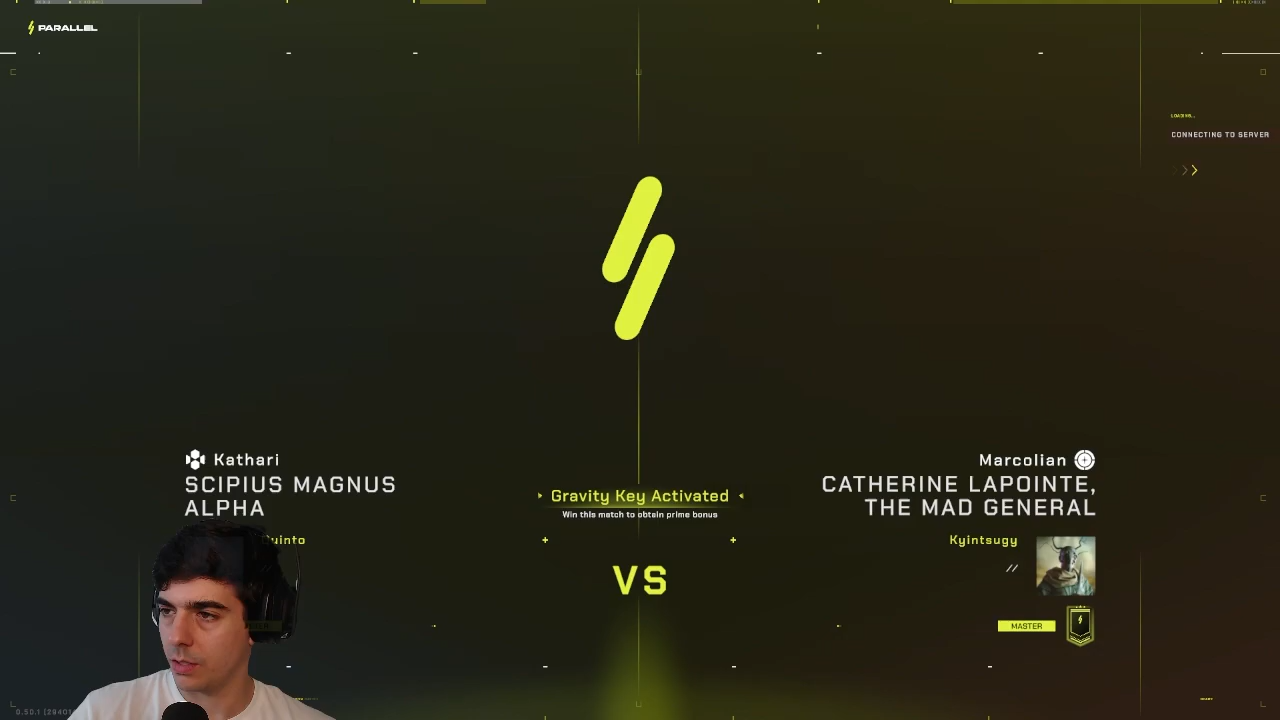 PARALLEL
LOADING...
CONNECTING TO SERVER
Kathari
SCIPIUS MAGNUS
ALPHA
Marcolian
CATHERINE LAPOINTE,
THE MAD GENERAL
Gravity Key Activated
Win this match to obtain prime bonus
Kyintsugy
VS
MASTER